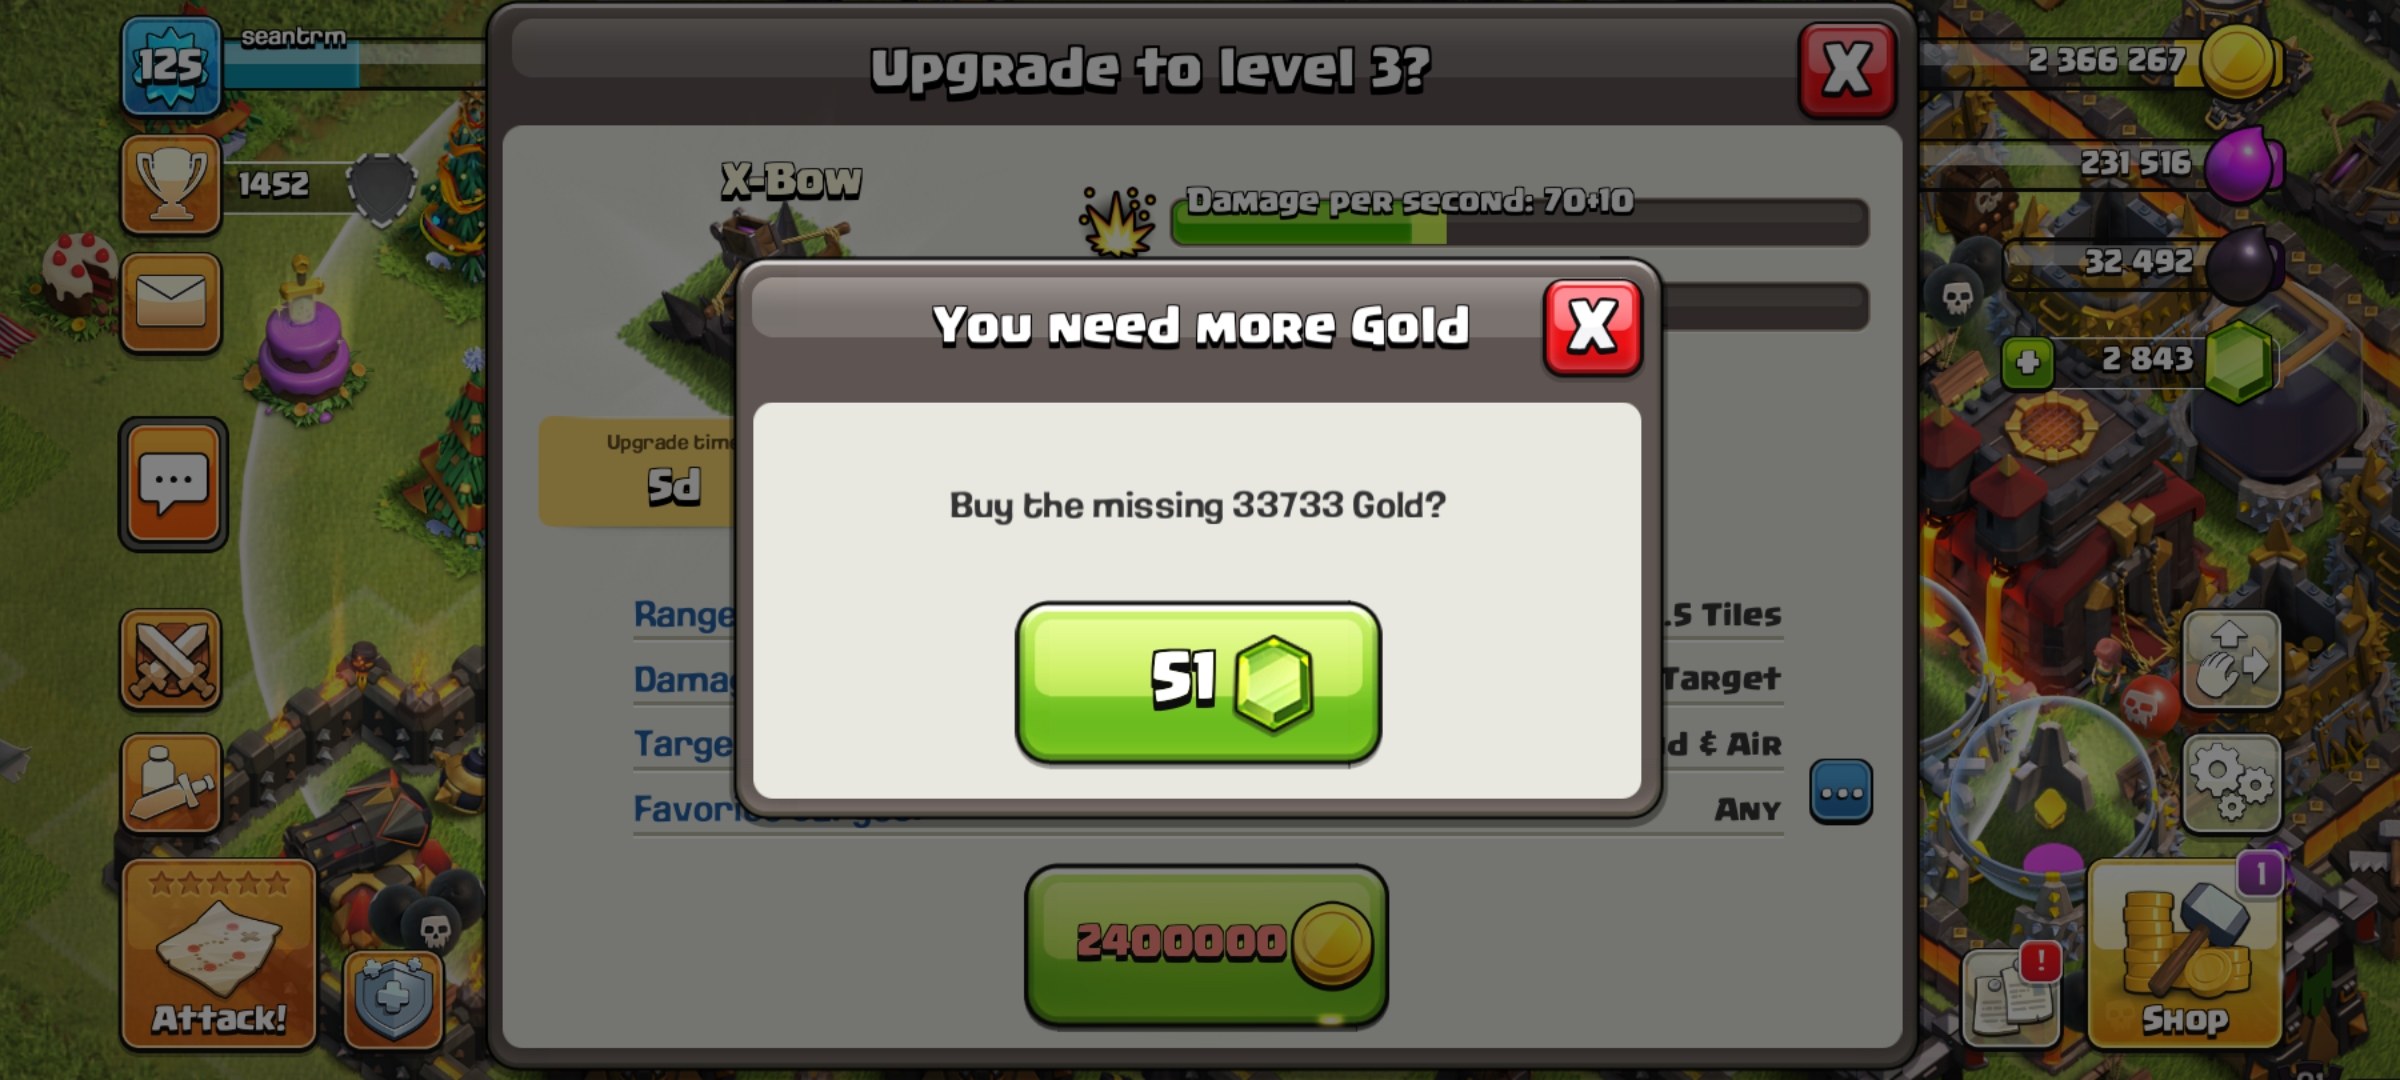 125
seantrm
Upgrade to level 3?
X
2 366 267
1452
X-Bow
Damage per second: 70+10
231 516
32 492
2 843
You need more Gold
X
Upgrade time
5d
Buy the missing 33733 Gold?
51
Range
.5 Tiles
Target
& Air
Any
2400000
Attack!
1
!
Shop